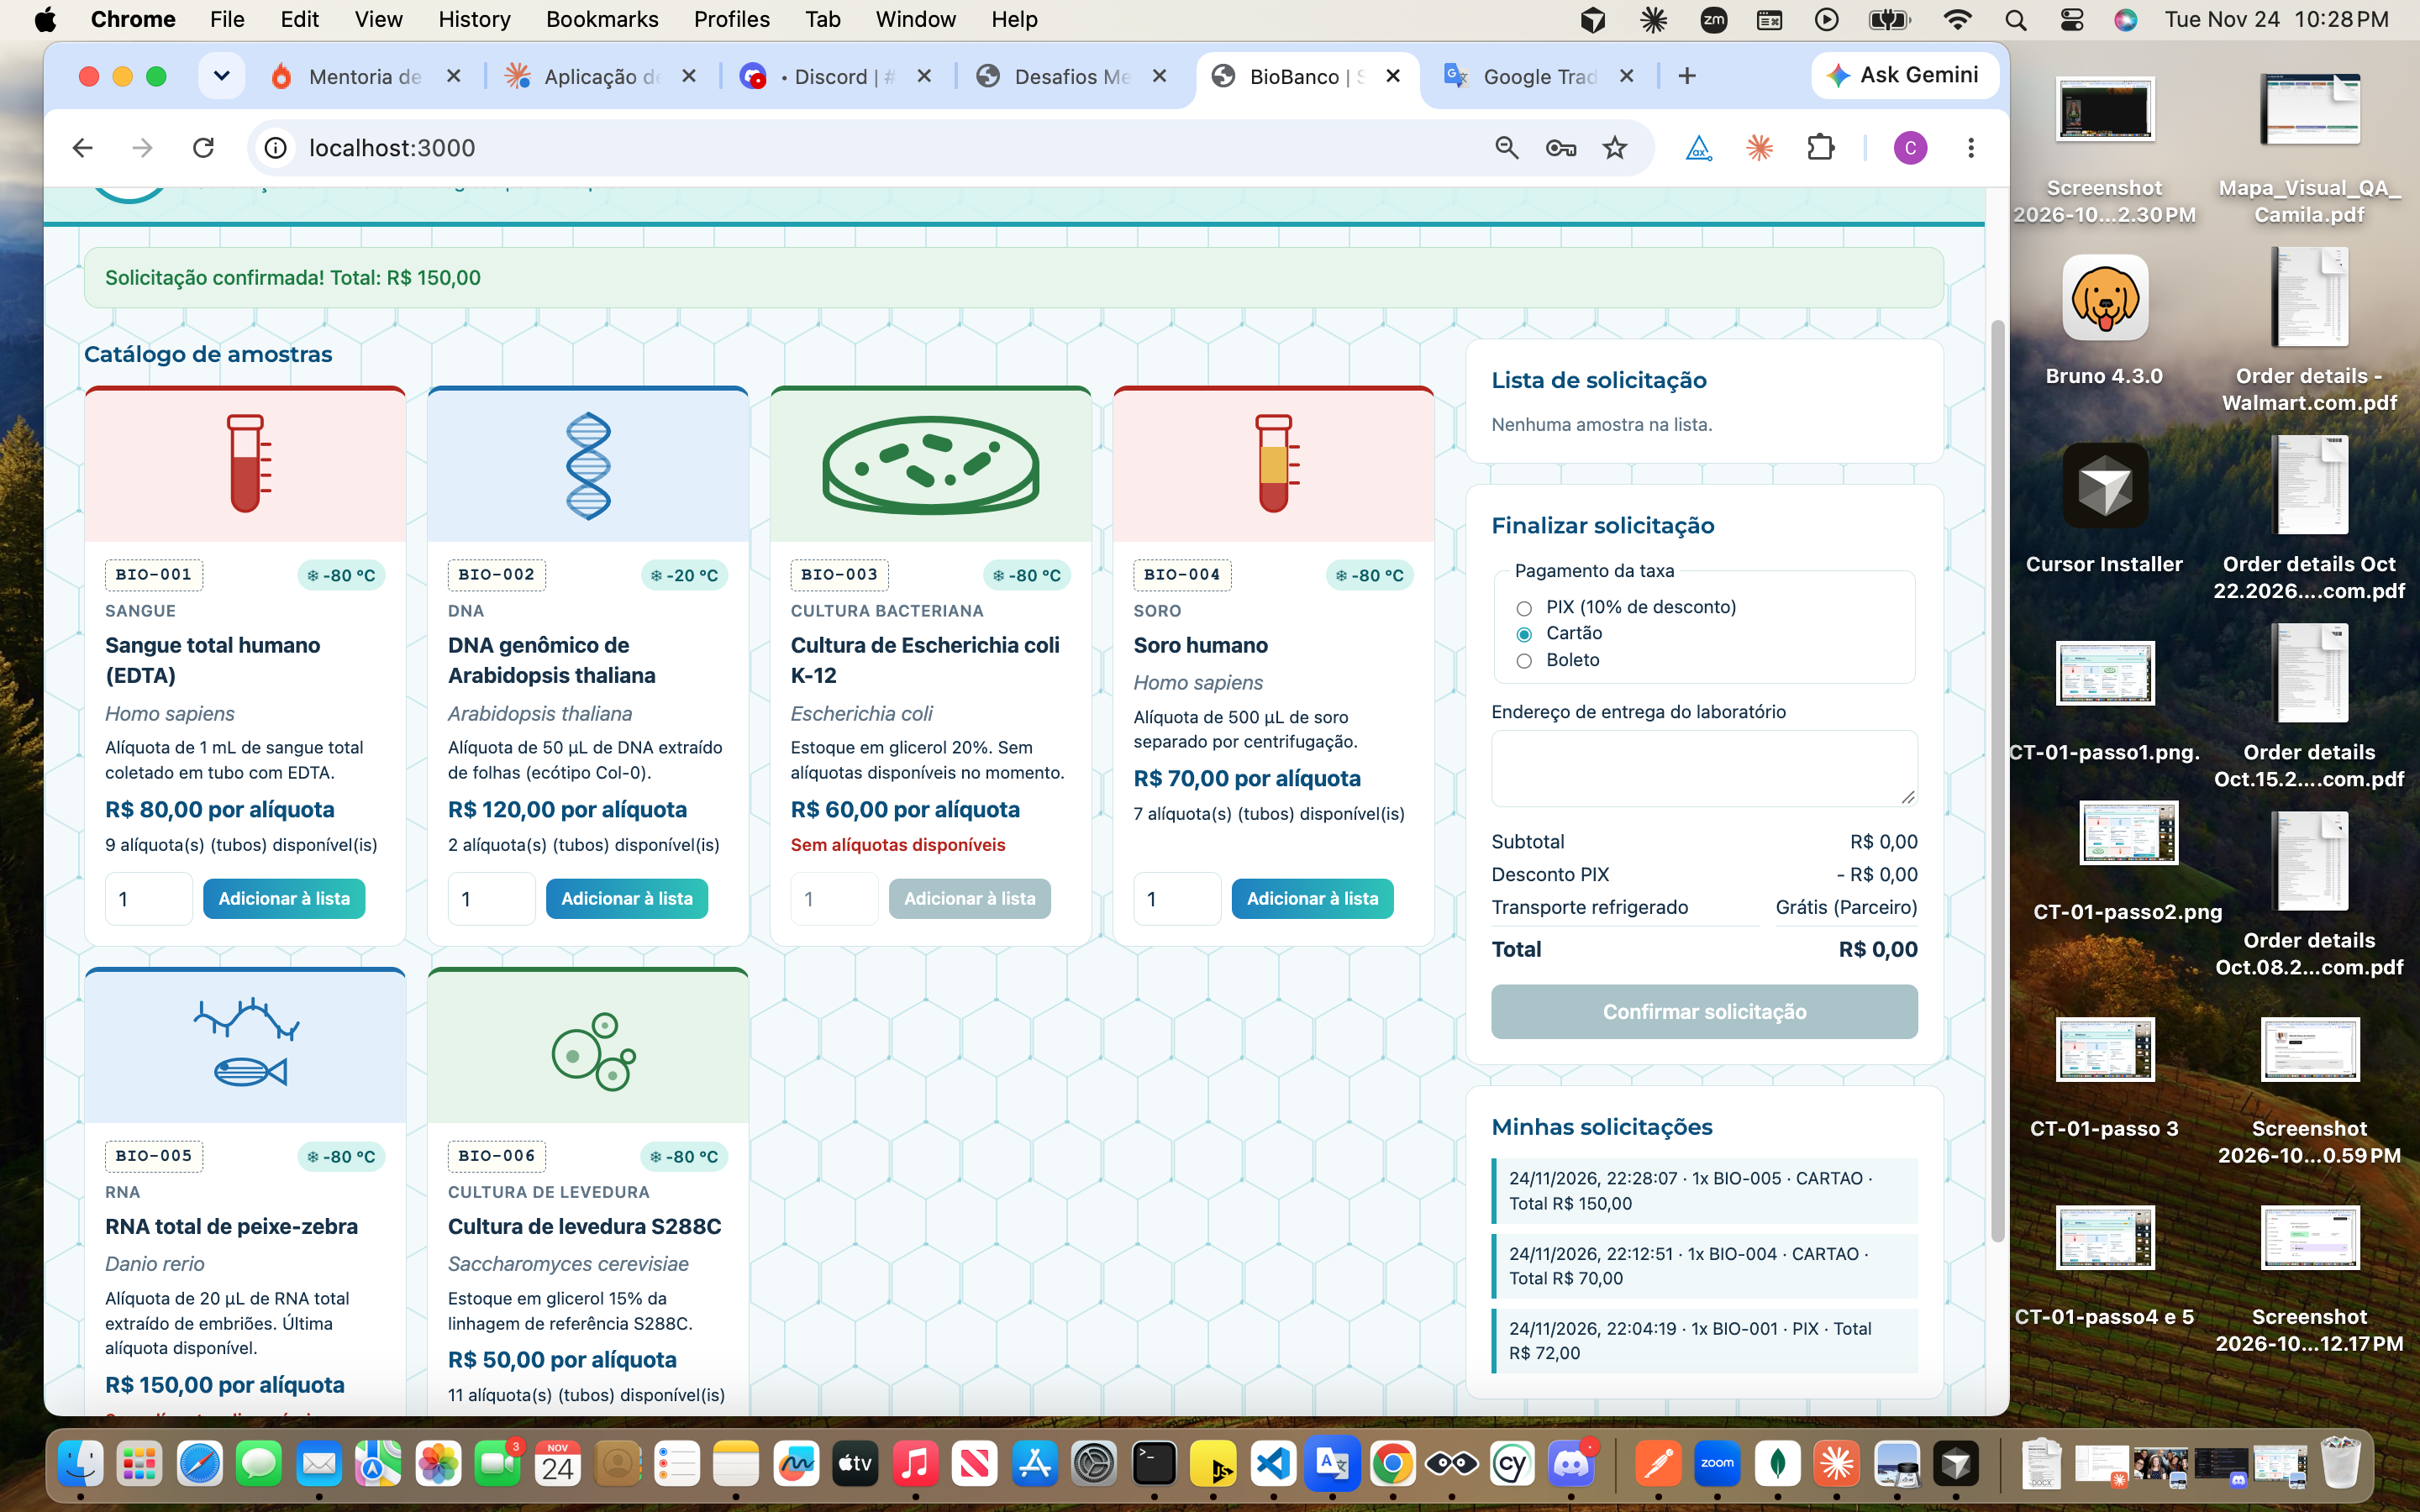 Chrome File Edit View History Bookmarks Profiles Tab Window Help
zm
Tue Nov 24 10:28 PM
Mentoria de
Aplicação de
• Discord | #
Desafios Me
BioBanco | S
Google Trad
Ask Gemini
localhost:3000
C
Solicitação confirmada! Total: R$ 150,00
Catálogo de amostras
BIO-001
-80 °C
SANGUE
Sangue total humano
(EDTA)
Homo sapiens
Alíquota de 1 mL de sangue total
coletado em tubo com EDTA.
R$ 80,00 por alíquota
9 alíquota(s) (tubos) disponível(is)
1
Adicionar à lista
BIO-002
-20 °C
DNA
DNA genômico de
Arabidopsis thaliana
Arabidopsis thaliana
Alíquota de 50 µL de DNA extraído
de folhas (ecótipo Col-0).
R$ 120,00 por alíquota
2 alíquota(s) (tubos) disponível(is)
1
Adicionar à lista
BIO-003
-80 °C
CULTURA BACTERIANA
Cultura de Escherichia coli
K-12
Escherichia coli
Estoque em glicerol 20%. Sem
alíquotas disponíveis no momento.
R$ 60,00 por alíquota
Sem alíquotas disponíveis
1
Adicionar à lista
BIO-004
-80 °C
SORO
Soro humano
Homo sapiens
Alíquota de 500 µL de soro
separado por centrifugação.
R$ 70,00 por alíquota
7 alíquota(s) (tubos) disponível(is)
1
Adicionar à lista
BIO-005
-80 °C
RNA
RNA total de peixe-zebra
Danio rerio
Alíquota de 20 µL de RNA total
extraído de embriões. Última
alíquota disponível.
R$ 150,00 por alíquota
BIO-006
-80 °C
CULTURA DE LEVEDURA
Cultura de levedura S288C
Saccharomyces cerevisiae
Estoque em glicerol 15% da
linhagem de referência S288C.
R$ 50,00 por alíquota
11 alíquota(s) (tubos) disponível(is)
Lista de solicitação
Nenhuma amostra na lista.
Finalizar solicitação
Pagamento da taxa
PIX (10% de desconto)
Cartão
Boleto
Endereço de entrega do laboratório
Subtotal R$ 0,00
Desconto PIX - R$ 0,00
Transporte refrigerado Grátis (Parceiro)
Total R$ 0,00
Confirmar solicitação
Minhas solicitações
24/11/2026, 22:28:07 · 1x BIO-005 · CARTAO ·
Total R$ 150,00
24/11/2026, 22:12:51 · 1x BIO-004 · CARTAO ·
Total R$ 70,00
24/11/2026, 22:04:19 · 1x BIO-001 · PIX · Total
R$ 72,00
Screenshot
2026-10...2.30 PM
Mapa_Visual_QA_
Camila.pdf
Bruno 4.3.0
Order details -
Walmart.com.pdf
Cursor Installer
Order details Oct
22.2026....com.pdf
CT-01-passo1.png.
Order details
Oct.15.2....com.pdf
CT-01-passo2.png
Order details
Oct.08.2...com.pdf
CT-01-passo 3
Screenshot
2026-10...0.59 PM
CT-01-passo4 e 5
Screenshot
2026-10...12.17 PM
3
NOV
24
tv
JS
cy
zoom
DOCX